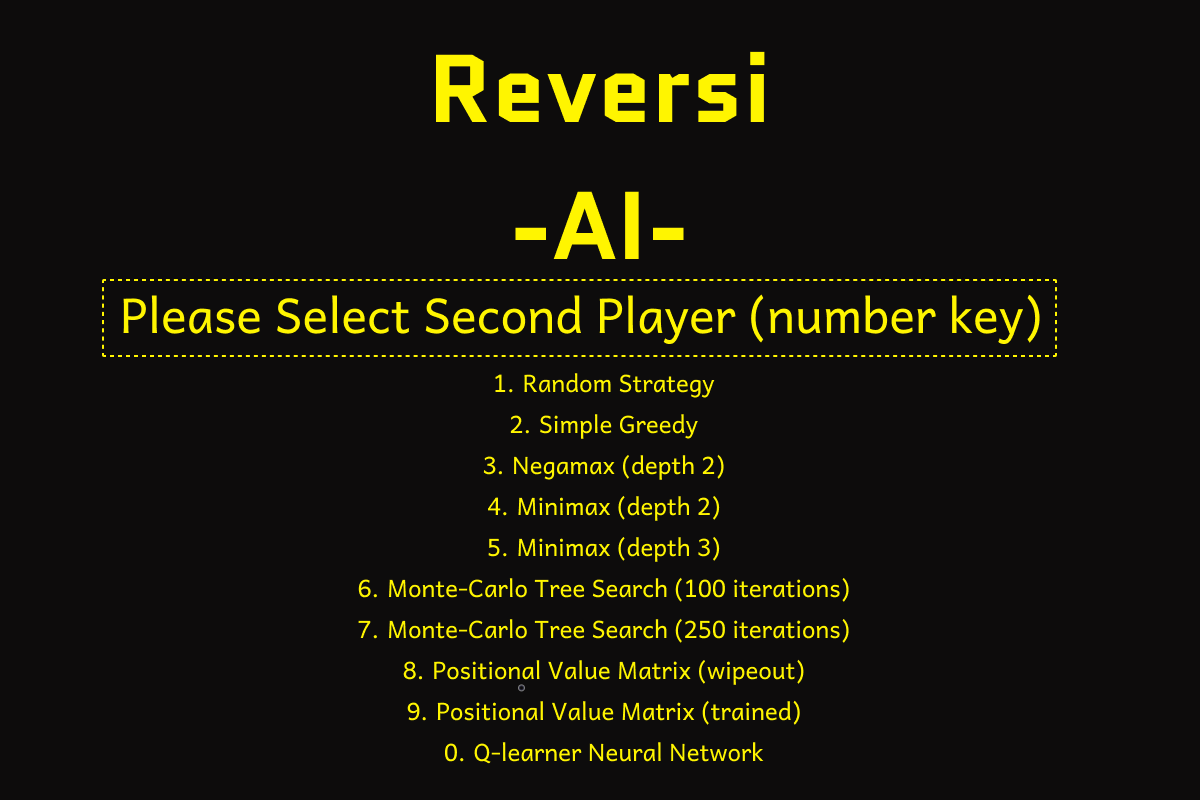 Reversi
-AI-
Please Select Second Player (number key)
1. Random Strategy
2. Simple Greedy
3. Negamax (depth 2)
4. Minimax (depth 2)
5. Minimax (depth 3)
6. Monte-Carlo Tree Search (100 iterations)
7. Monte-Carlo Tree Search (250 iterations)
8. Positional Value Matrix (wipeout)
9. Positional Value Matrix (trained)
0. Q-learner Neural Network